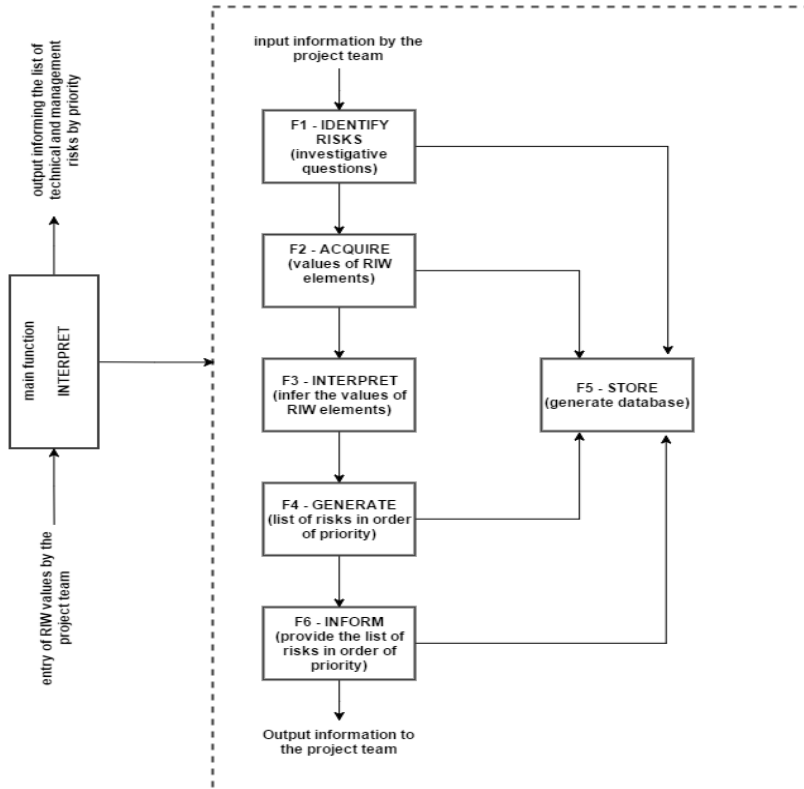 output informing the list of
technical and management
risks by priority
main function
INTERPRET
entry of RIW values by the
project team
input information by the
project team
F1 - IDENTIFY
RISKS
(investigative
questions)
F2 - ACQUIRE
(values of RIW
elements)
F3 - INTERPRET
(infer the values of
RIW elements)
F5 - STORE
(generate database)
F4 - GENERATE
(list of risks in order
of priority)
F6 - INFORM
(provide the list of
risks in order of
priority)
Output information to
the project team